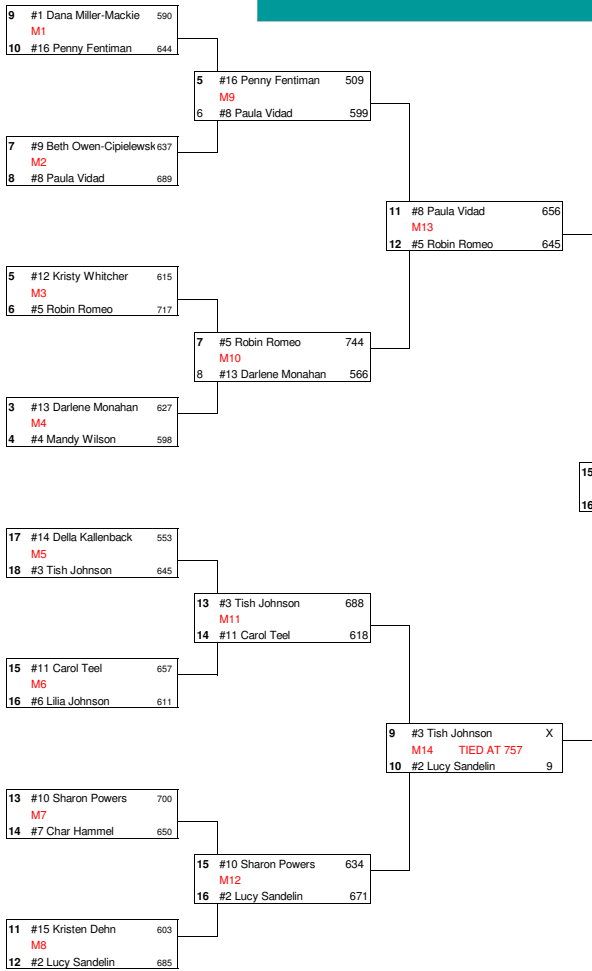 9 #1 Dana Miller-Mackie 590
M1
10 #16 Penny Fentiman 644
5 #16 Penny Fentiman 509
M9
6 #8 Paula Vidad 599
7 #9 Beth Owen-Cipielewsk 637
M2
8 #8 Paula Vidad 689
11 #8 Paula Vidad 656
M13
12 #5 Robin Romeo 645
5 #12 Kristy Whitcher 615
M3
6 #5 Robin Romeo 717
7 #5 Robin Romeo 744
M10
8 #13 Darlene Monahan 566
3 #13 Darlene Monahan 627
M4
4 #4 Mandy Wilson 598
15
16
17 #14 Della Kallenback 553
M5
18 #3 Tish Johnson 645
13 #3 Tish Johnson 688
M11
14 #11 Carol Teel 618
15 #11 Carol Teel 657
M6
16 #6 Lilia Johnson 611
9 #3 Tish Johnson X
M14 TIED AT 757
10 #2 Lucy Sandelin 9
13 #10 Sharon Powers 700
M7
14 #7 Char Hammel 650
15 #10 Sharon Powers 634
M12
16 #2 Lucy Sandelin 671
11 #15 Kristen Dehn 603
M8
12 #2 Lucy Sandelin 685